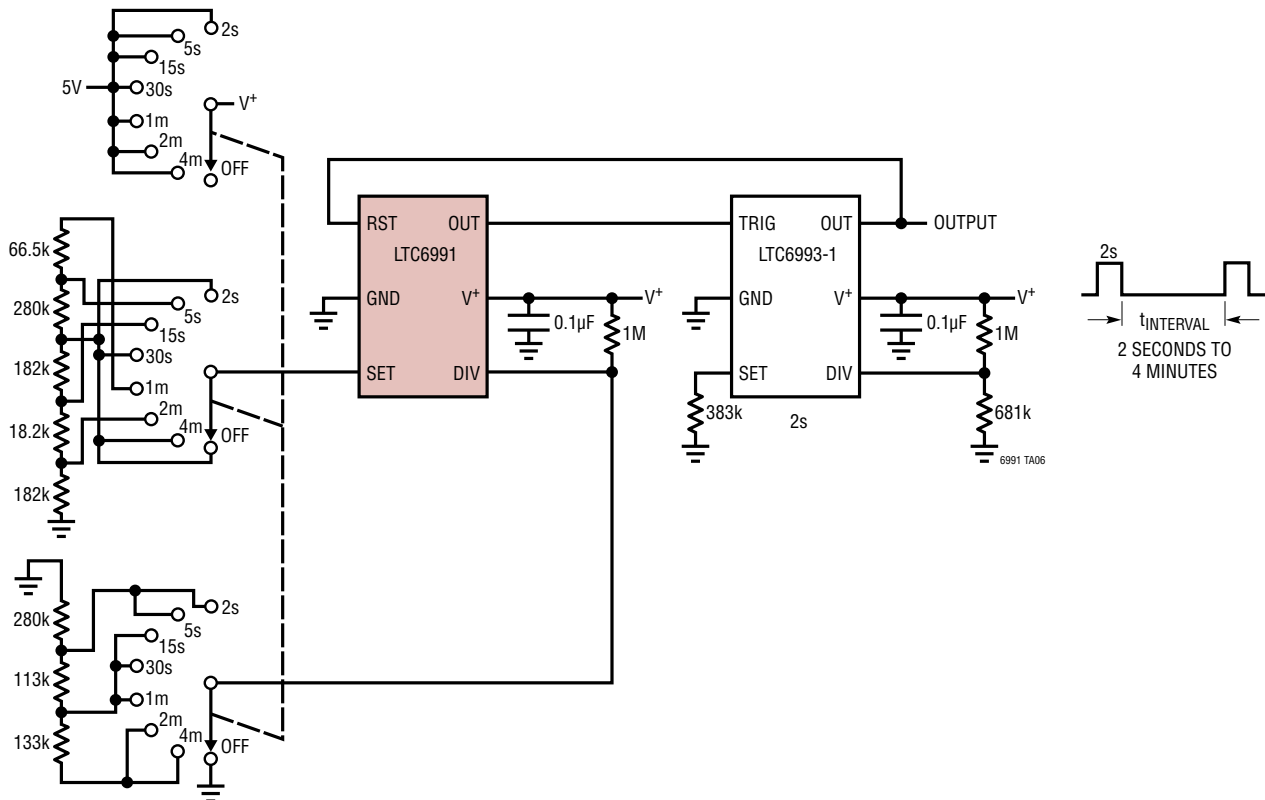 2s
5s
15s
5V
30s
V+
1m
2m
4m
OFF
66.5k
280k
182k
18.2k
182k
2s
5s
15s
30s
1m
2m
4m
OFF
280k
113k
133k
2s
5s
15s
30s
1m
2m
4m
OFF
RST
OUT
LTC6991
GND
V+
SET
DIV
V+
0.1µF
1M
TRIG
OUT
LTC6993-1
GND
V+
SET
DIV
OUTPUT
V+
0.1µF
1M
383k
2s
681k
6991 TA06
2s
tINTERVAL
2 SECONDS TO
4 MINUTES